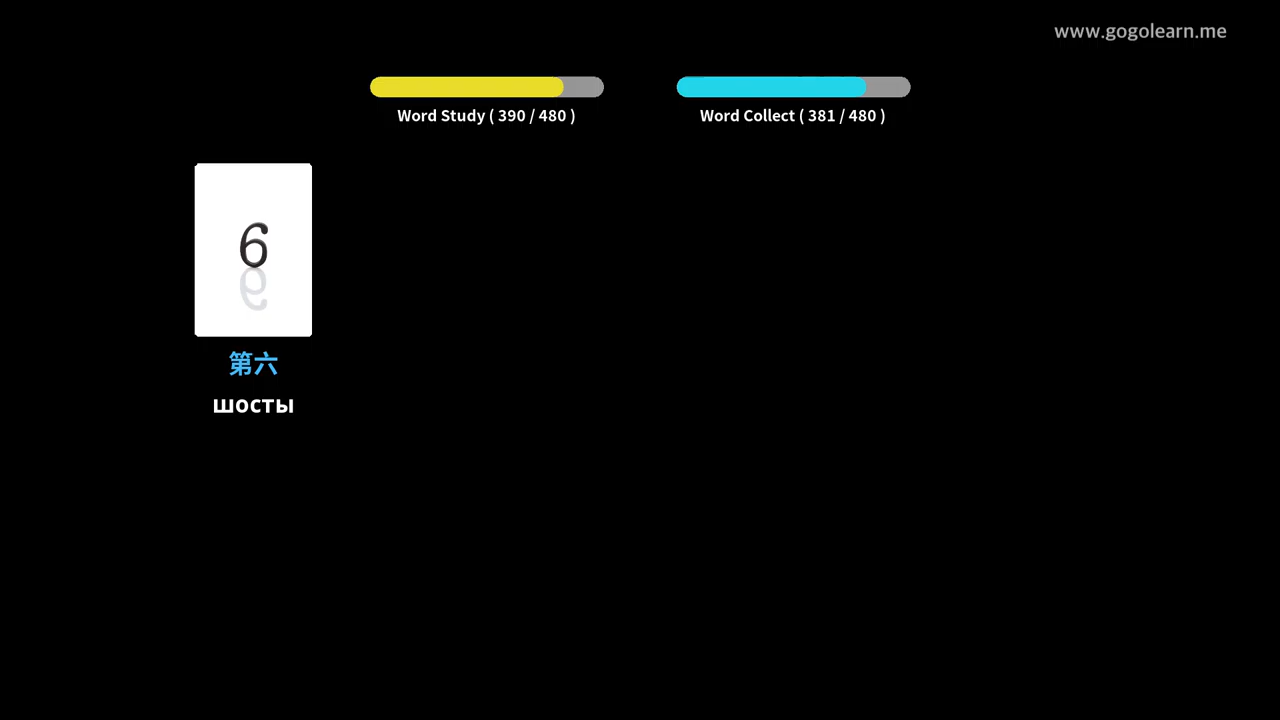 www.gogolearn.me
Word Study ( 390 / 480 )
Word Collect ( 381 / 480 )
6
第六
шосты